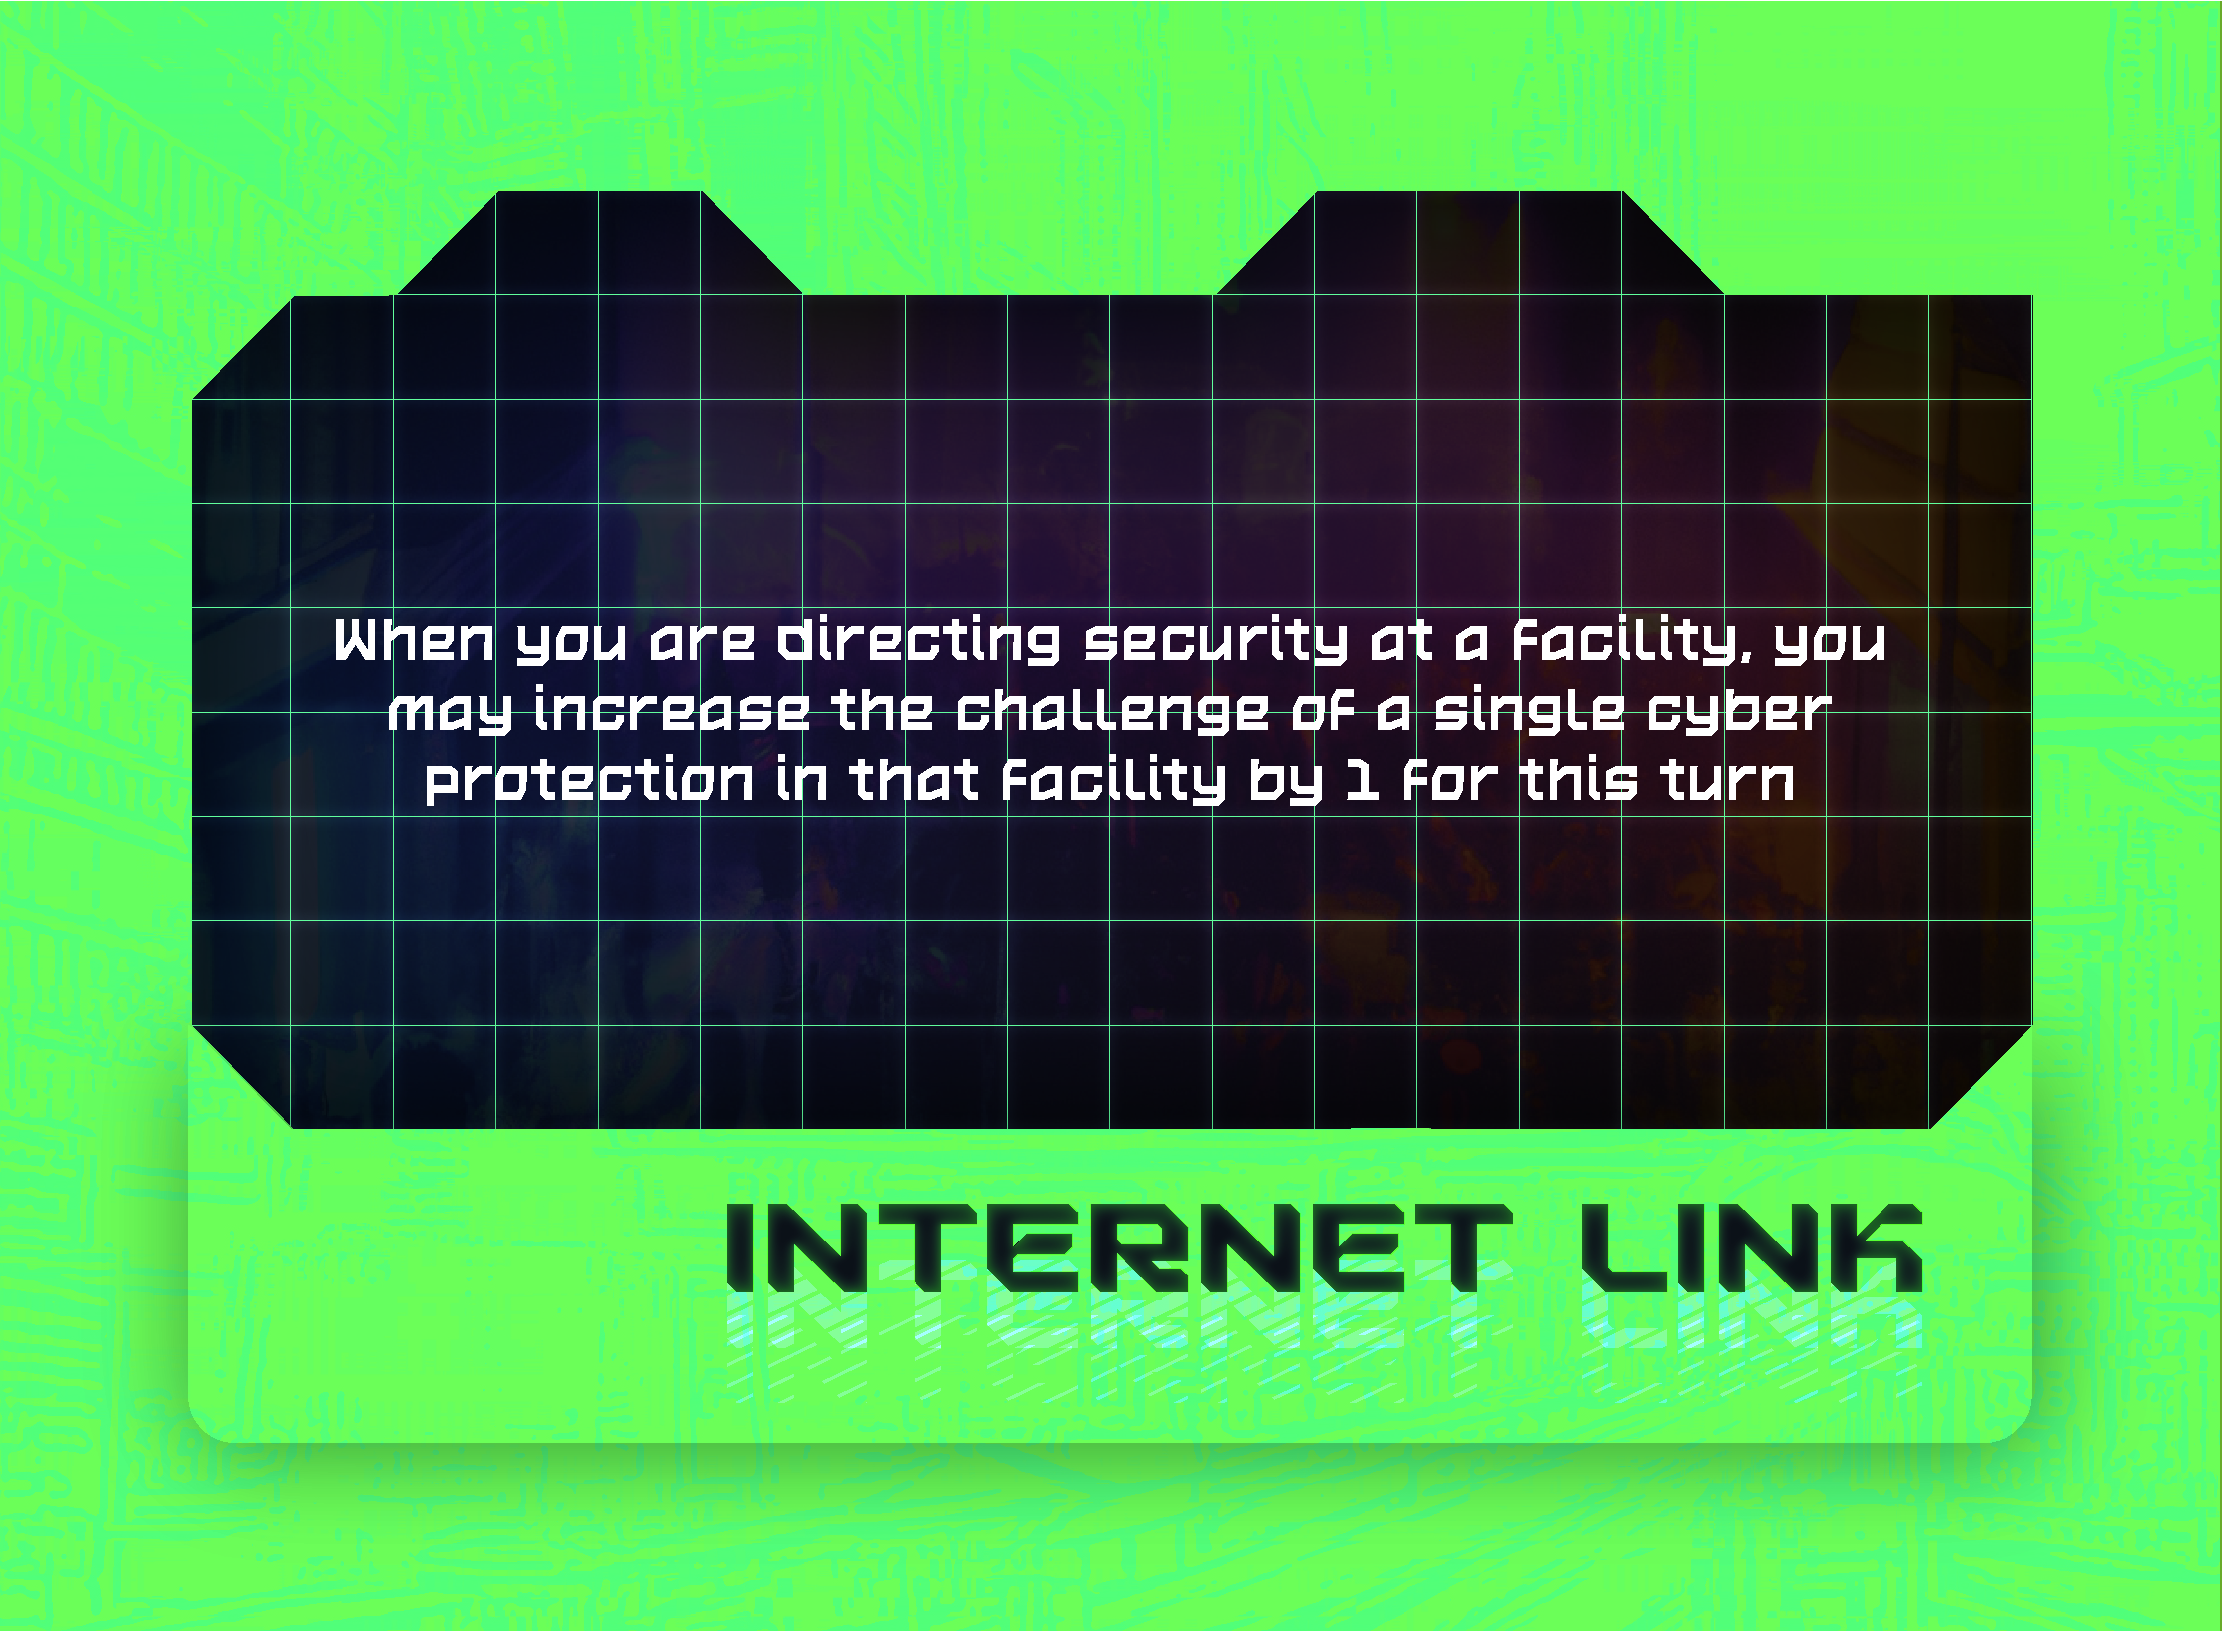 When you are directing security at a facility, you
may increase the challenge of a single cyber
protection in that facility by 1 for this turn
INTERNET LINK